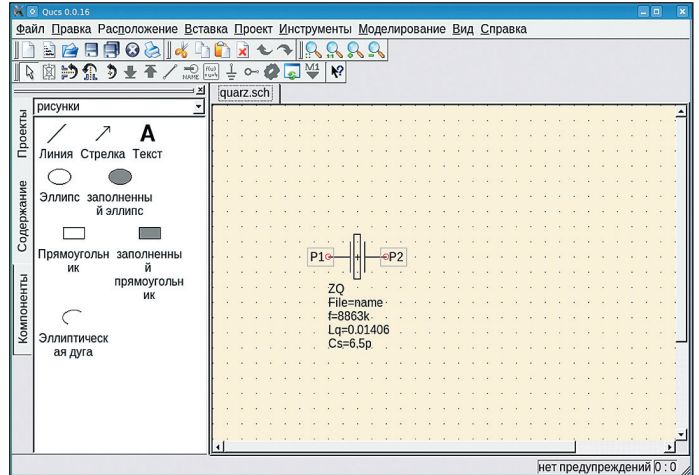 Qucs 0.0.16
Файл Правка Расположение Вставка Проект Инструменты Моделирование Вид Справка
NAME
M1
quarz.sch
рисунки
Проекты
Содержание
Компоненты
Линия Стрелка Текст
A
Эллипс заполненны
й эллипс
Прямоугольн
ик
заполненны
й
прямоугольн
ик
Эллиптическ
ая дуга
P1 P2
ZQ
File=name
f=8863k
Lq=0.01406
Cs=6,5p
нет предупреждений 0 : 0